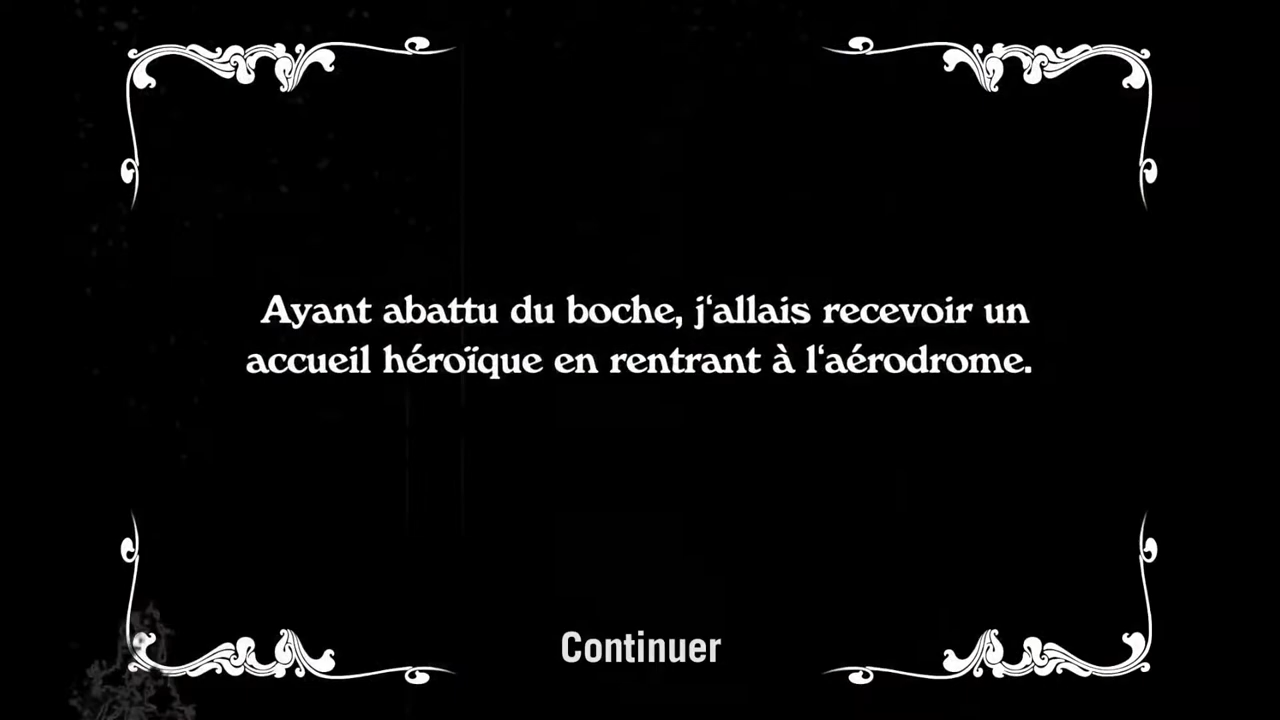 Ayant abattu du boche, j‘allais recevoir un
accueil héroïque en rentrant à l‘aérodrome.
Continuer